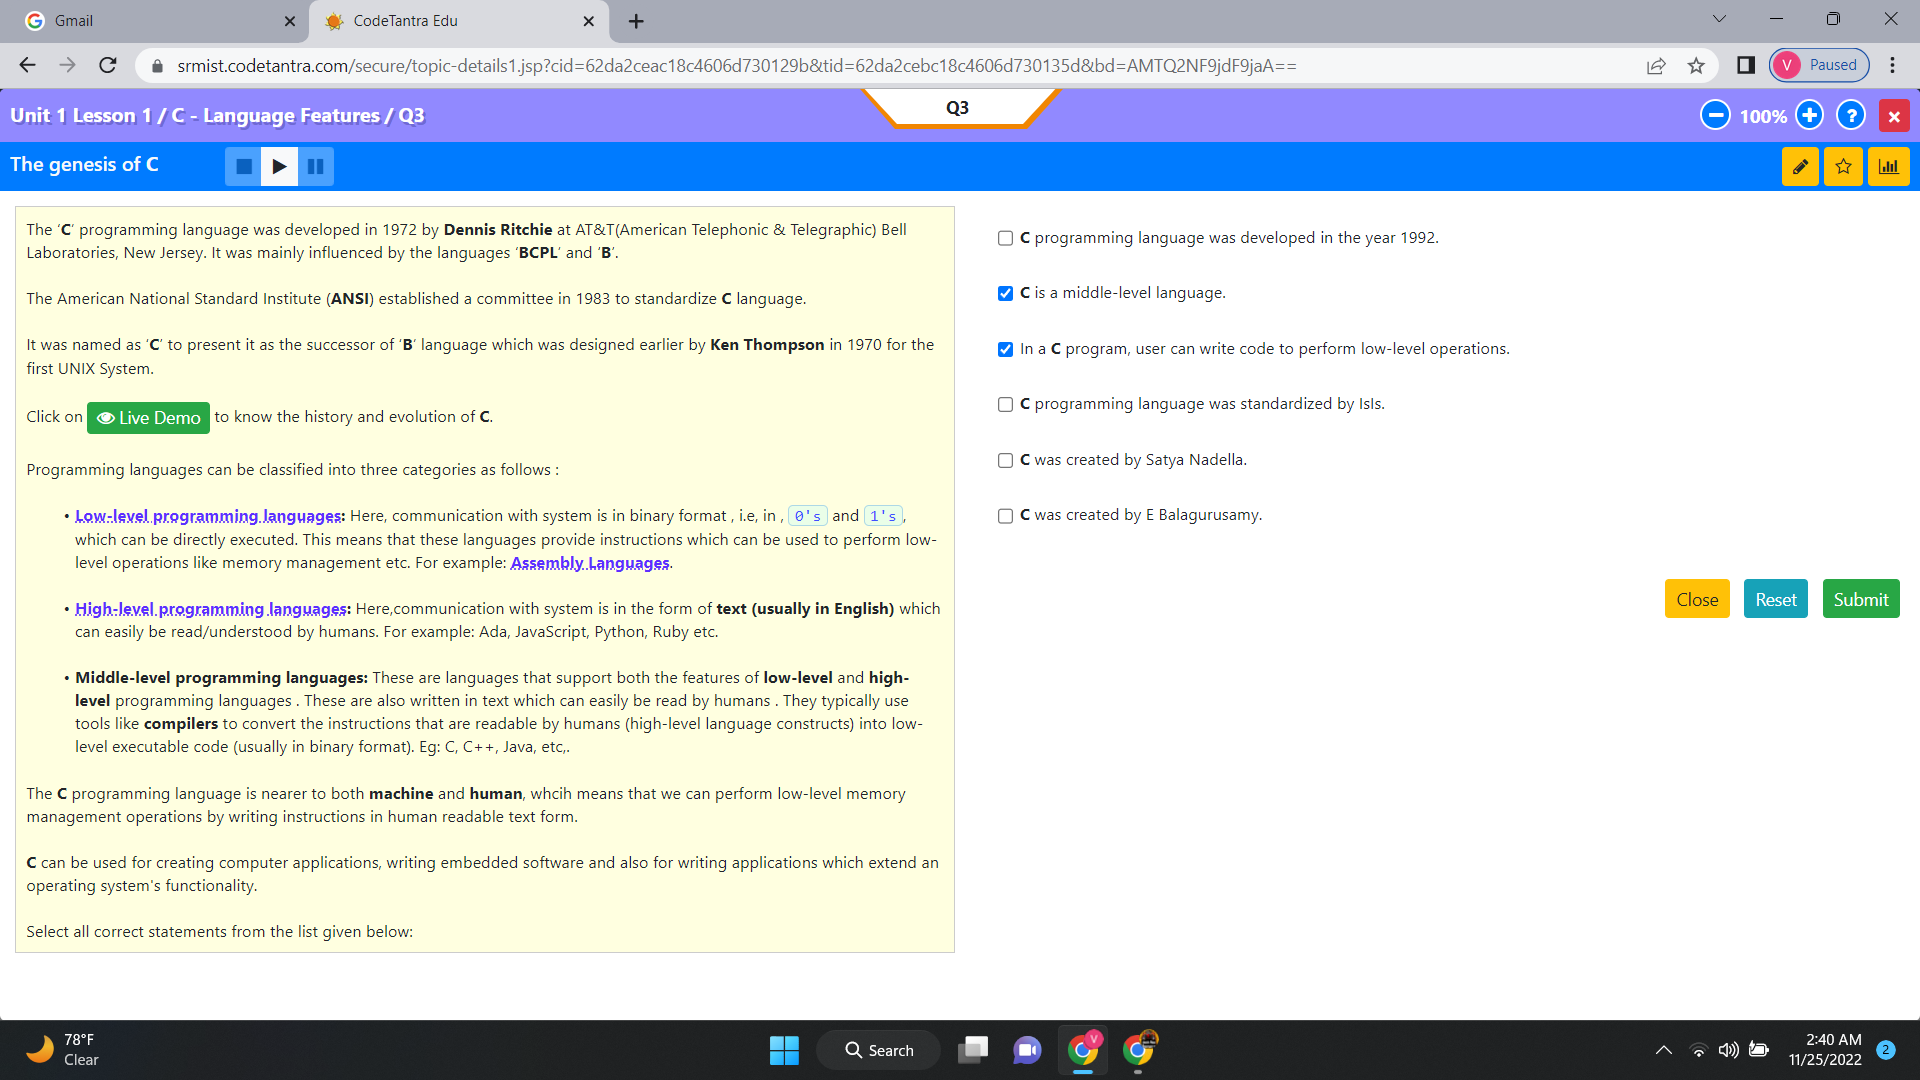 Gmail
CodeTantra Edu
srmist.codetantra.com/secure/topic-details1.jsp?cid=62da2ceac18c4606d730129b&tid=62da2cebc18c4606d730135d&bd=AMTQ2NF9jdF9jaA==
V Paused
Unit 1 Lesson 1 / C - Language Features / Q3
Q3
100%
?
The genesis of C
The 'C' programming language was developed in 1972 by Dennis Ritchie at AT&T(American Telephonic & Telegraphic) Bell
Laboratories, New Jersey. It was mainly influenced by the languages 'BCPL' and 'B'.
The American National Standard Institute (ANSI) established a committee in 1983 to standardize C language.
It was named as 'C' to present it as the successor of 'B' language which was designed earlier by Ken Thompson in 1970 for the
first UNIX System.
Click on Live Demo to know the history and evolution of C.
Programming languages can be classified into three categories as follows :
• Low-level programming languages: Here, communication with system is in binary format , i.e, in , 0's and 1's ,
which can be directly executed. This means that these languages provide instructions which can be used to perform low-
level operations like memory management etc. For example: Assembly Languages.
• High-level programming languages: Here,communication with system is in the form of text (usually in English) which
can easily be read/understood by humans. For example: Ada, JavaScript, Python, Ruby etc.
• Middle-level programming languages: These are languages that support both the features of low-level and high-
level programming languages . These are also written in text which can easily be read by humans . They typically use
tools like compilers to convert the instructions that are readable by humans (high-level language constructs) into low-
level executable code (usually in binary format). Eg: C, C++, Java, etc,.
The C programming language is nearer to both machine and human, whcih means that we can perform low-level memory
management operations by writing instructions in human readable text form.
C can be used for creating computer applications, writing embedded software and also for writing applications which extend an
operating system's functionality.
Select all correct statements from the list given below:
C programming language was developed in the year 1992.
C is a middle-level language.
In a C program, user can write code to perform low-level operations.
C programming language was standardized by IsIs.
C was created by Satya Nadella.
C was created by E Balagurusamy.
Close Reset Submit
78°F
Clear
Search
V
2:40 AM
11/25/2022
2